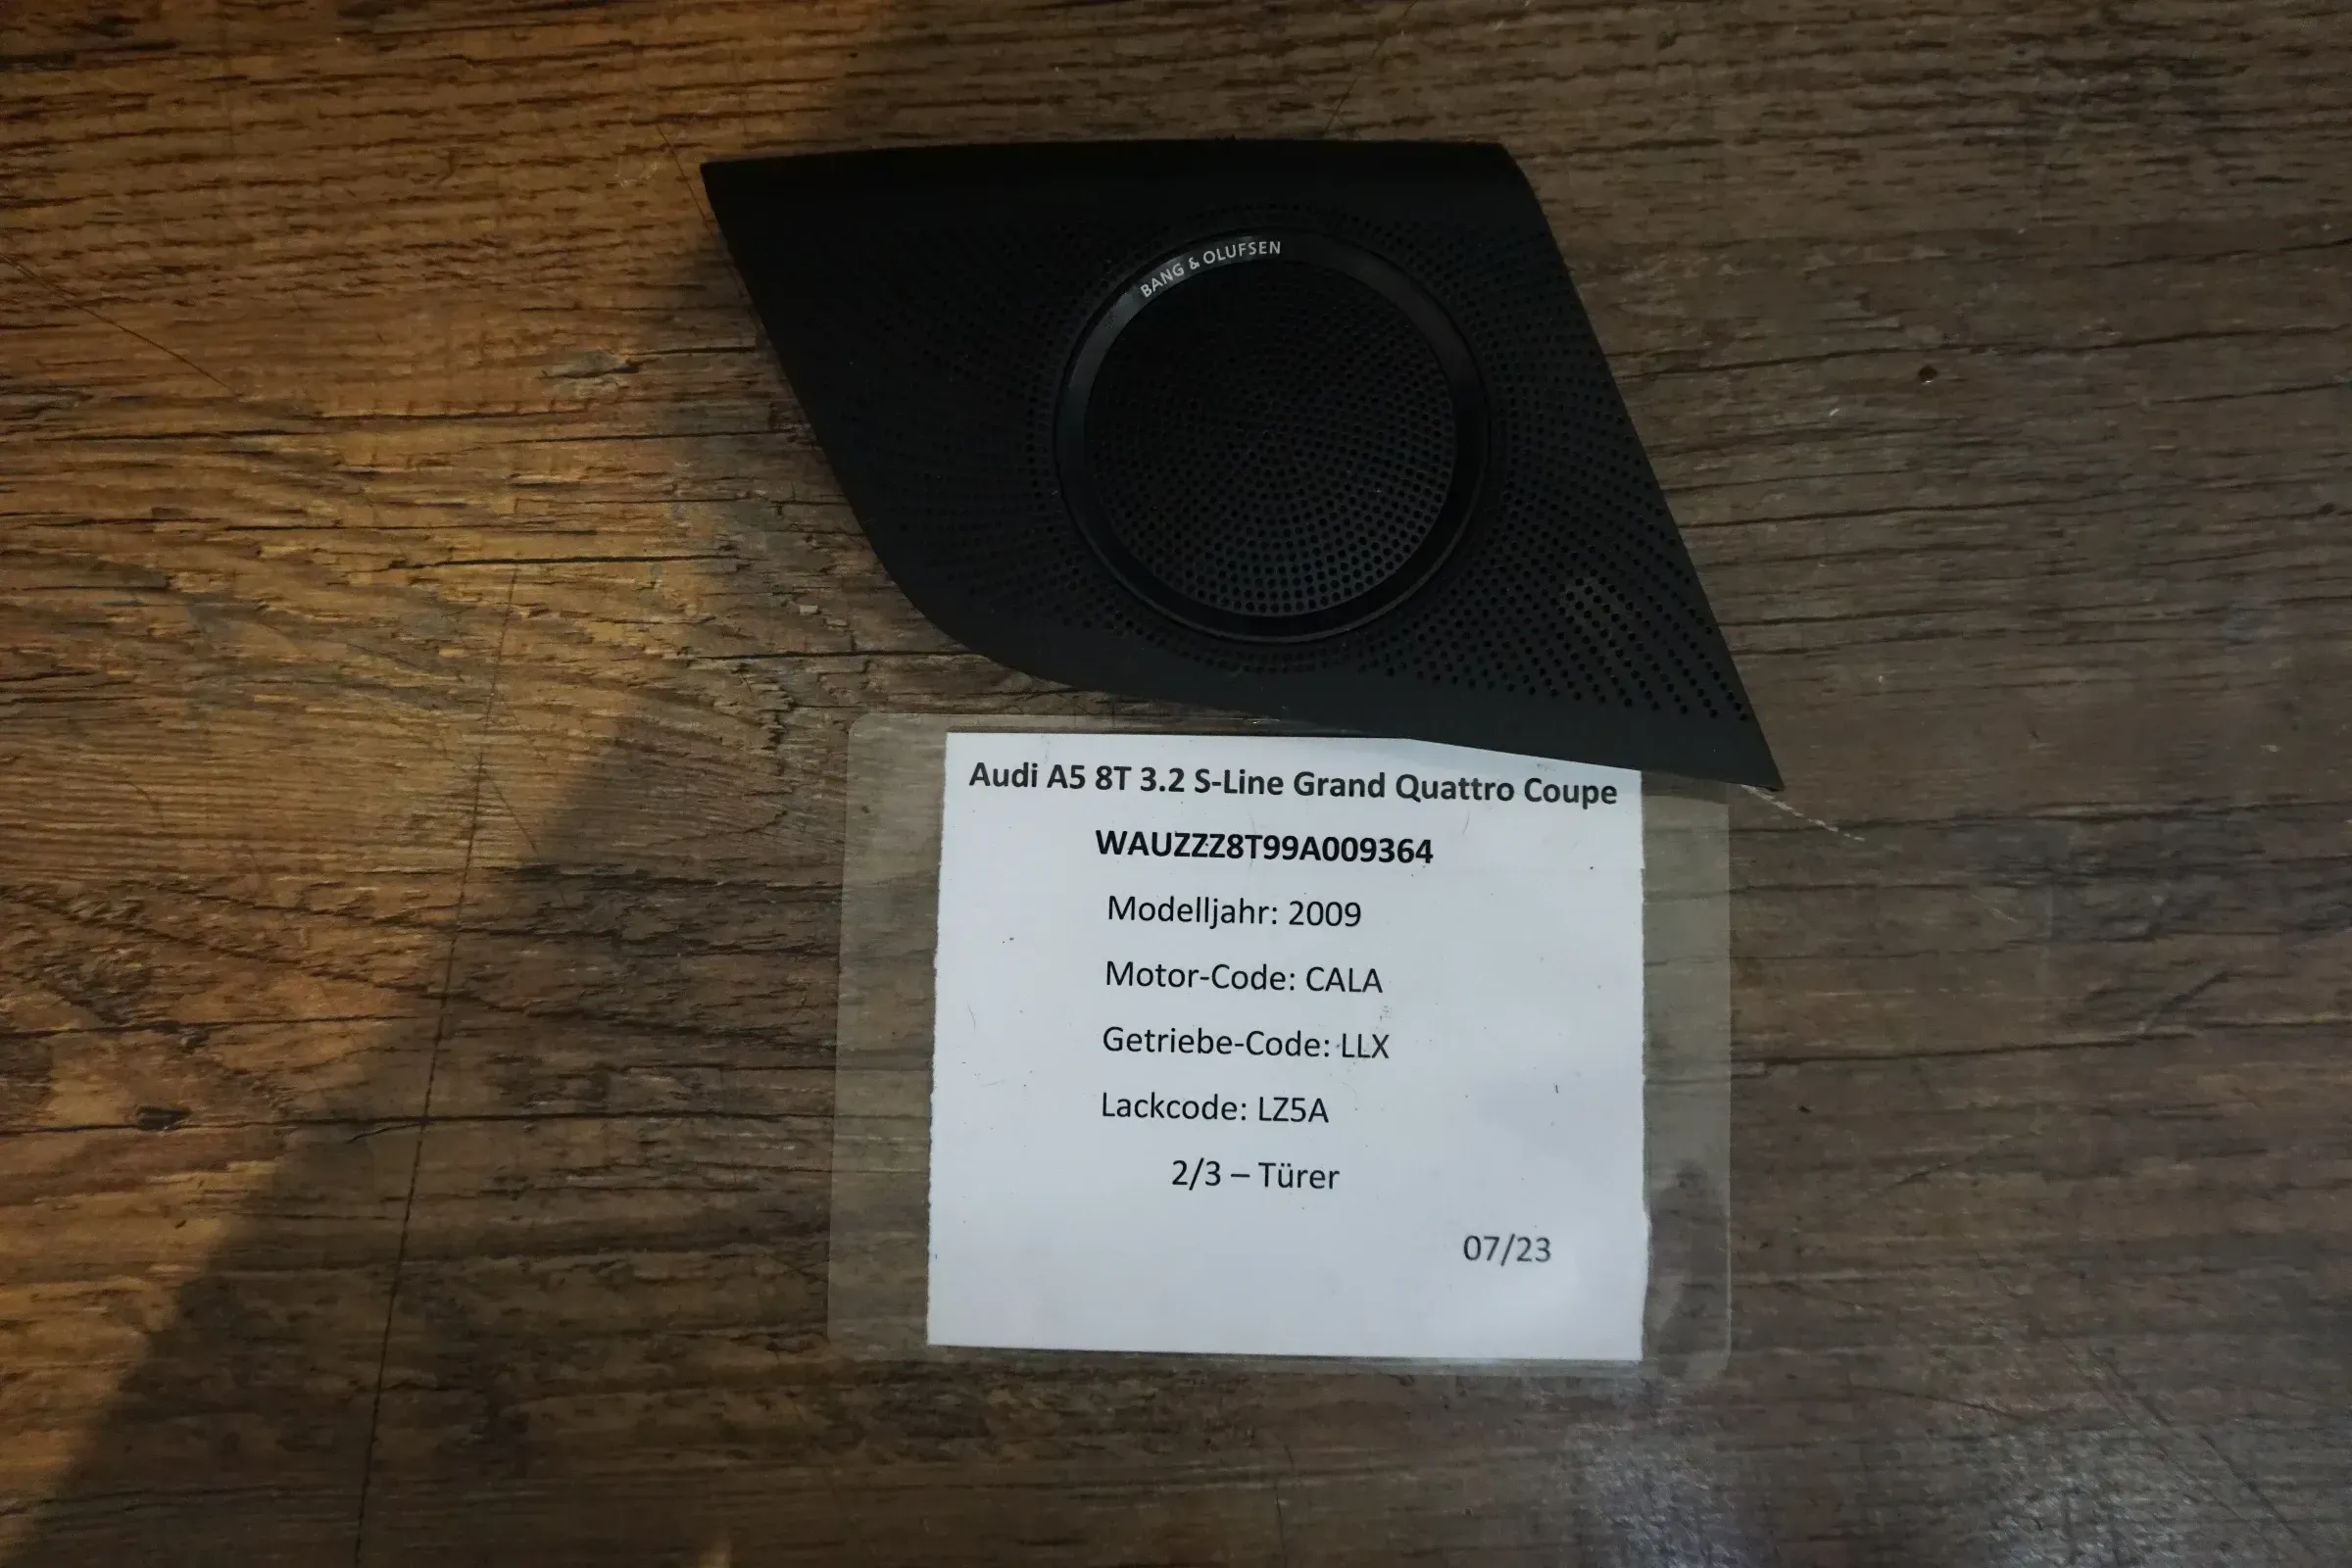 BANG & OLUFSEN
Audi A5 8T 3.2 S-Line Grand Quattro Coupe
WAUZZZ8T99A009364
Modelljahr: 2009
Motor-Code: CALA
Getriebe-Code: LLX
Lackcode: LZ5A
2/3 – Türer
07/23